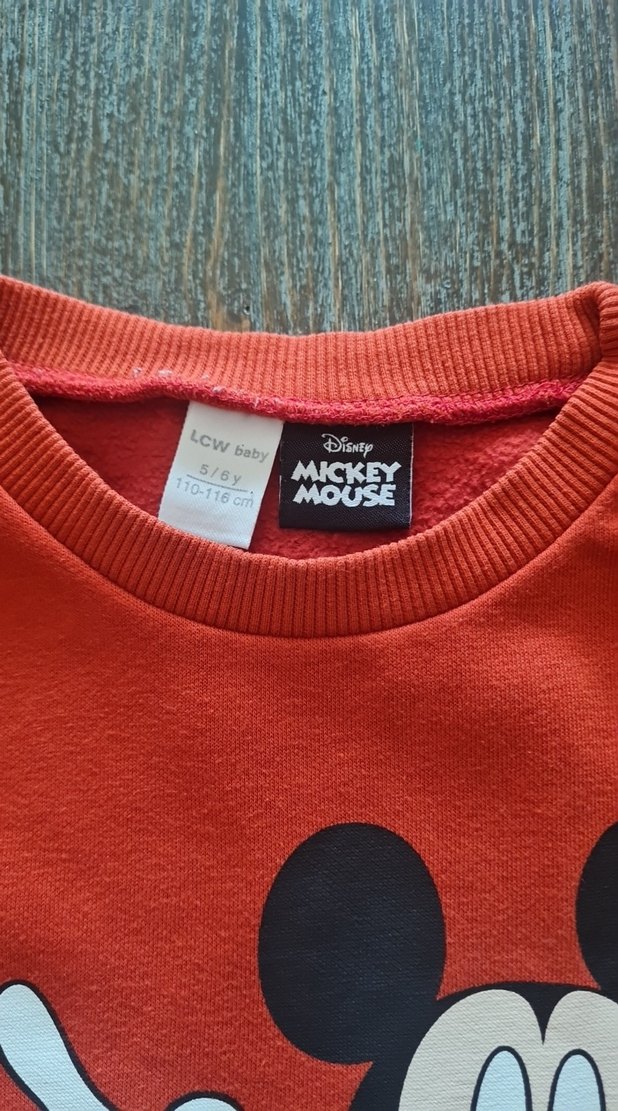 LCW baby
5/6 y
110-116 cm
Disney
MICKEY
MOUSE